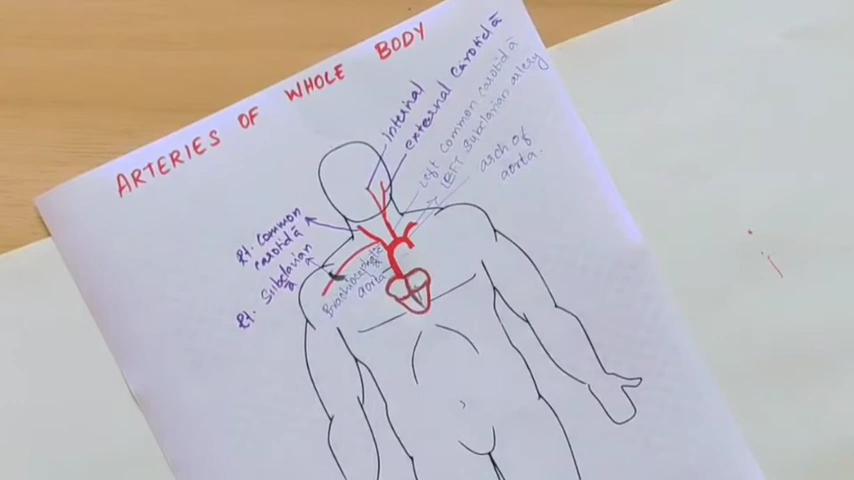 ARTERIES OF WHOLE BODY
Internal
external carotid ā
Left common carotid ā
LEFT subclavian artery
arch of
aorta.
Rt. common
carotid ā
Rt. Subclavian
ā
Brachiocephalic
aorta